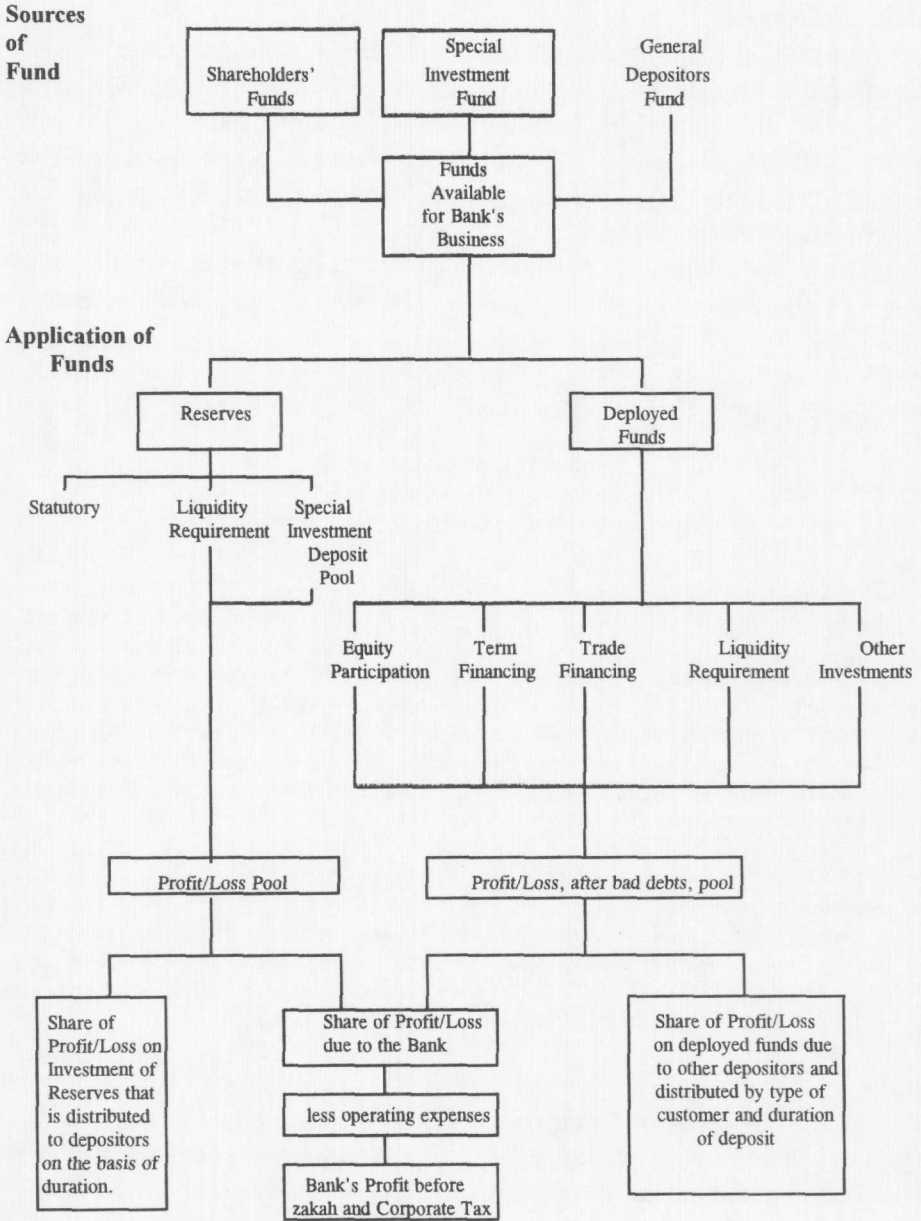 Sources
of
Fund
Shareholders'
Funds
Special
Investment
Fund
General
Depositors
Fund
Funds
Available
for Bank's
Business
Application of
Funds
Reserves
Deployed
Funds
Statutory
Liquidity
Requirement
Special
Investment
Deposit
Pool
Equity
Participation
Term
Financing
Trade
Financing
Liquidity
Requirement
Other
Investments
Profit/Loss Pool
Profit/Loss, after bad debts, pool
Share of
Profit/Loss on
Investment of
Reserves that
is distributed
to depositors
on the basis of
duration.
Share of Profit/Loss
due to the Bank
less operating expenses
Bank's Profit before
zakah and Corporate Tax
Share of Profit/Loss
on deployed funds due
to other depositors and
distributed by type of
customer and duration
of deposit